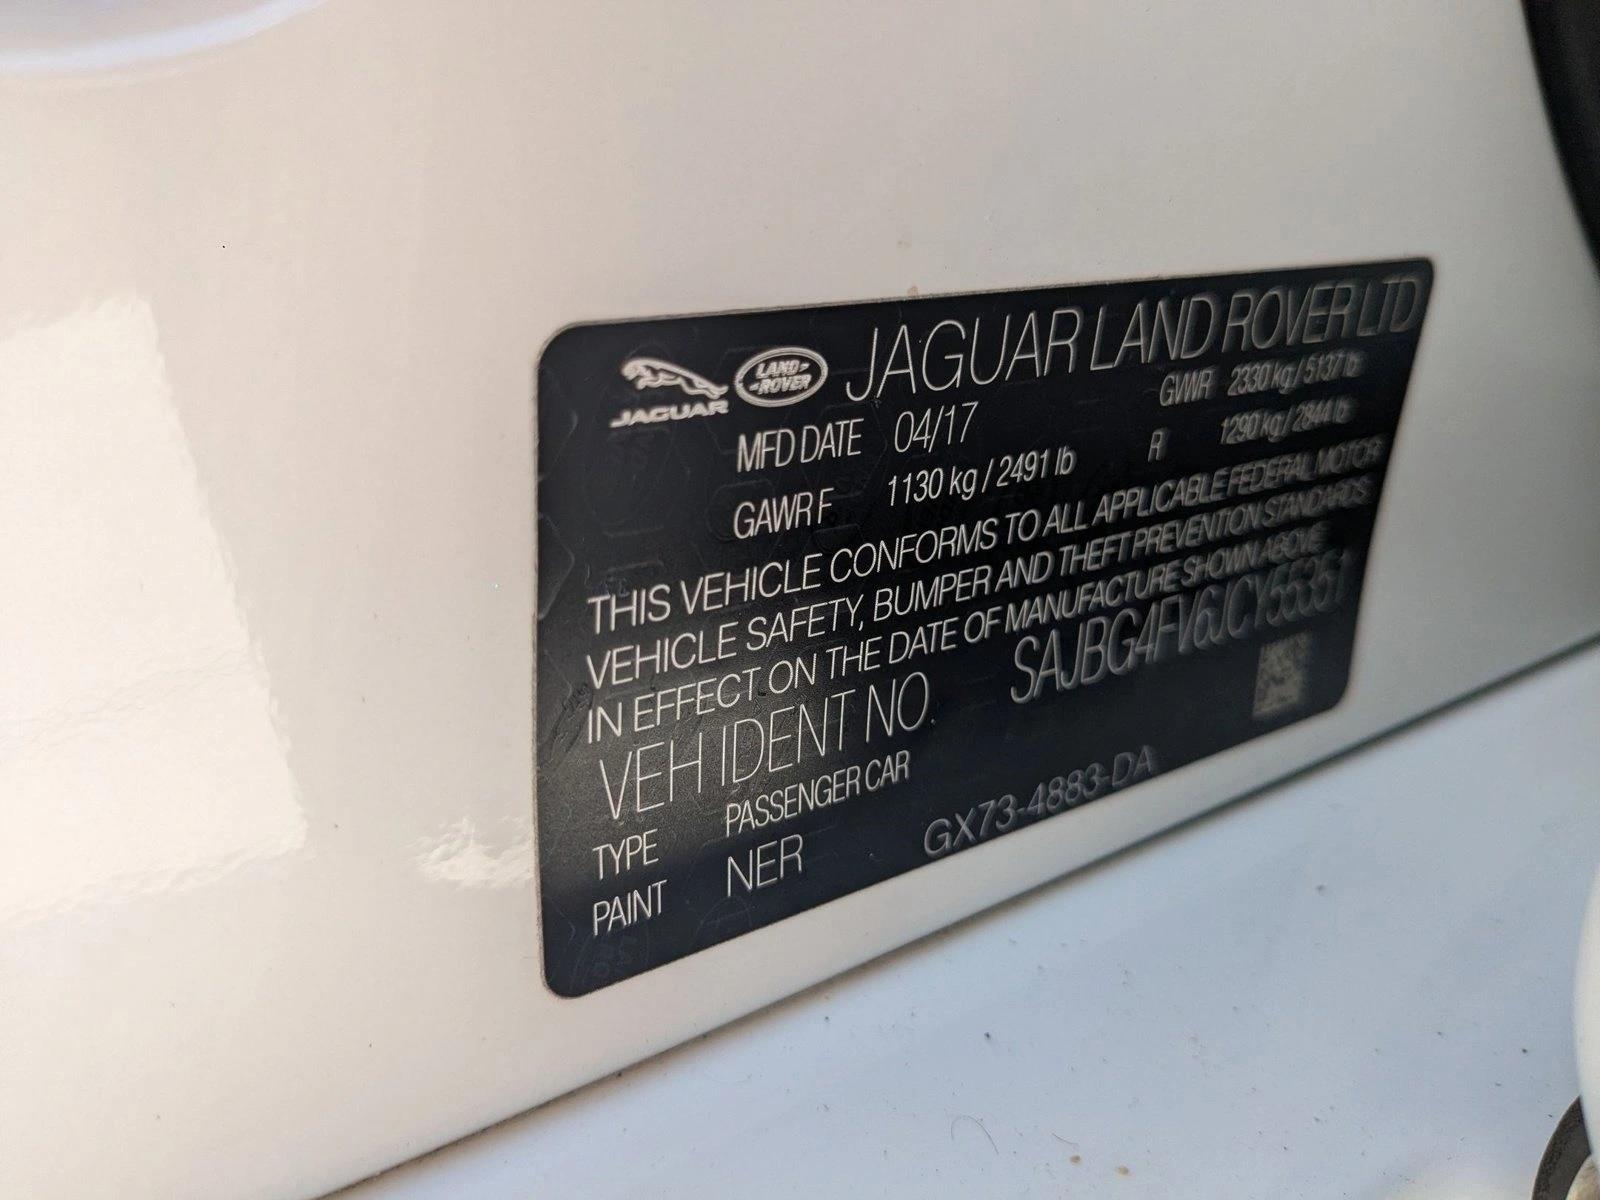 JAGUAR LAND ROVER JAGUAR LAND ROVER LTD
MFD DATE 04/17 GVWR 2330 kg / 5137 lb
GAWR F 1130 kg / 2491 lb R 1290 kg / 2844 lb
THIS VEHICLE CONFORMS TO ALL APPLICABLE FEDERAL MOTOR
VEHICLE SAFETY, BUMPER AND THEFT PREVENTION STANDARDS
IN EFFECT ON THE DATE OF MANUFACTURE SHOWN ABOVE
VEH IDENT NO. SAJBG4FV6JCY55351
TYPE PASSENGER CAR
PAINT NER GX73-4883-DA